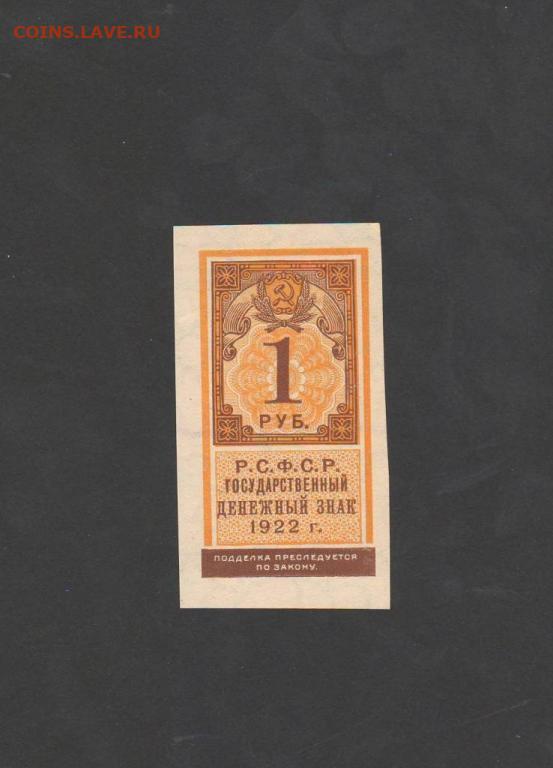 COINS.LAVE.RU
1
РУБ.
Р.С.Ф.С.Р.
ГОСУДАРСТВЕННЫЙ
ДЕНЕЖНЫЙ ЗНАК
1922 г.
ПОДДЕЛКА ПРЕСЛЕДУЕТСЯ
ПО ЗАКОНУ.